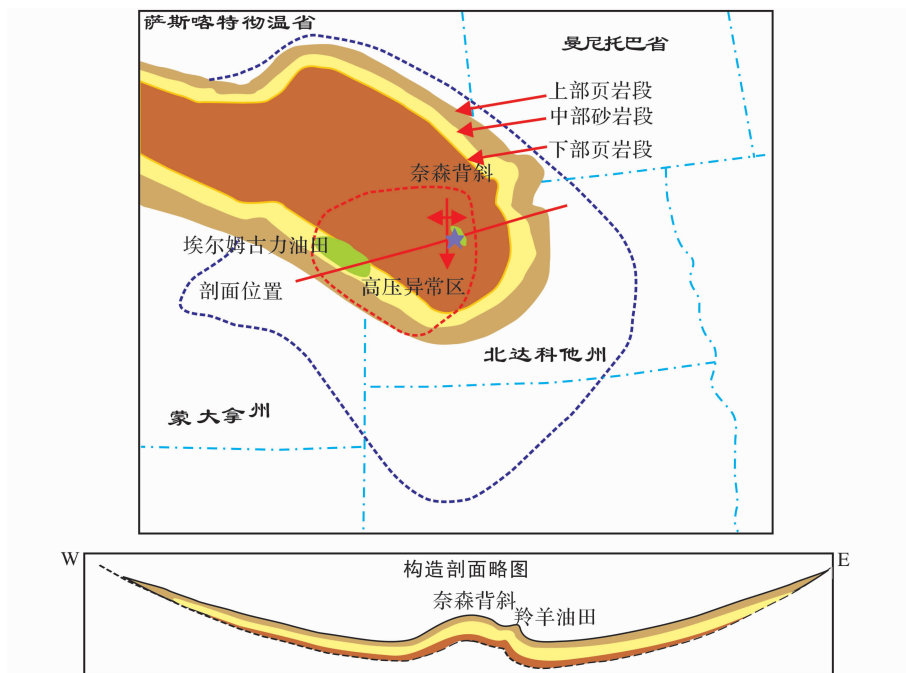 萨斯喀特彻温省
曼尼托巴省
上部页岩段
中部砂岩段
下部页岩段
奈森背斜
埃尔姆古力油田
剖面位置
高压异常区
北达科他州
蒙大拿州
W
E
构造剖面略图
奈森背斜
羚羊油田